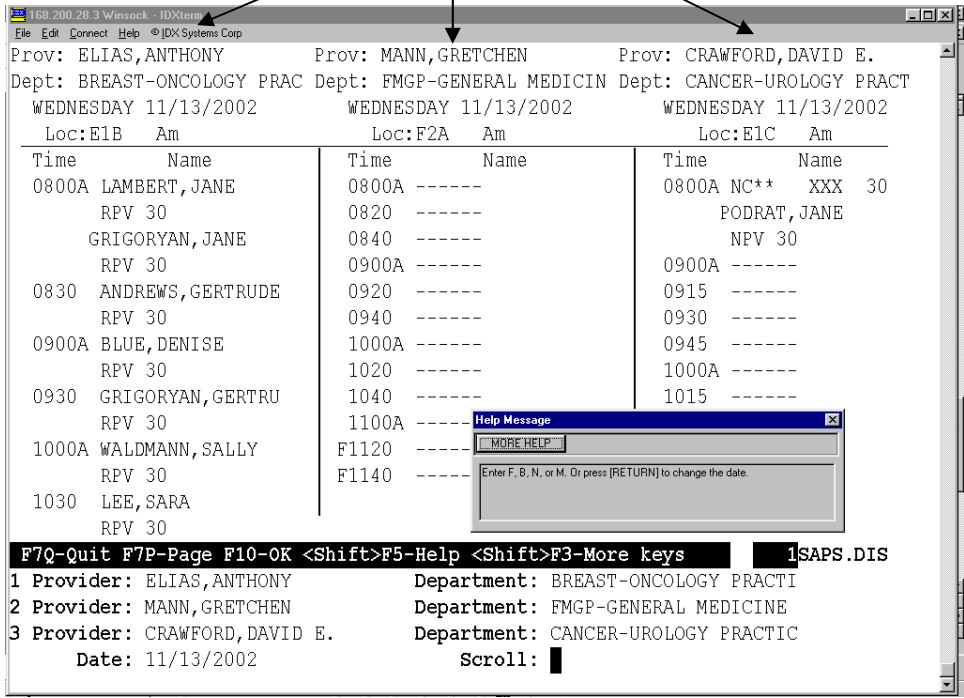 168.200.28.3 Winsock - IDXterm
File Edit Connect Help © IDX Systems Corp
Prov: ELIAS,ANTHONY Prov: MANN,GRETCHEN Prov: CRAWFORD,DAVID E.
Dept: BREAST-ONCOLOGY PRAC Dept: FMGP-GENERAL MEDICIN Dept: CANCER-UROLOGY PRACT
WEDNESDAY 11/13/2002 WEDNESDAY 11/13/2002 WEDNESDAY 11/13/2002
Loc:E1B Am Loc:F2A Am Loc:E1C Am
Time Name Time Name Time Name
0800A LAMBERT,JANE 0800A ------ 0800A NC** XXX 30
RPV 30 0820 ------ PODRAT,JANE
GRIGORYAN,JANE 0840 ------ NPV 30
RPV 30 0900A ------ 0900A ------
0830 ANDREWS,GERTRUDE 0920 ------ 0915 ------
RPV 30 0940 ------ 0930 ------
0900A BLUE,DENISE 1000A ------ 0945 ------
RPV 30 1020 ------ 1000A ------
0930 GRIGORYAN,GERTRU 1040 ------ 1015 ------
RPV 30 1100A -----
1000A WALDMANN,SALLY F1120 -----
RPV 30 F1140 -----
1030 LEE,SARA
RPV 30
Help Message
MORE HELP
Enter F, B, N, or M. Or press [RETURN] to change the date.
F7Q-Quit F7P-Page F10-OK <Shift>F5-Help <Shift>F3-More keys 1SAPS.DIS
1 Provider: ELIAS,ANTHONY Department: BREAST-ONCOLOGY PRACTI
2 Provider: MANN,GRETCHEN Department: FMGP-GENERAL MEDICINE
3 Provider: CRAWFORD,DAVID E. Department: CANCER-UROLOGY PRACTIC
Date: 11/13/2002 Scroll: